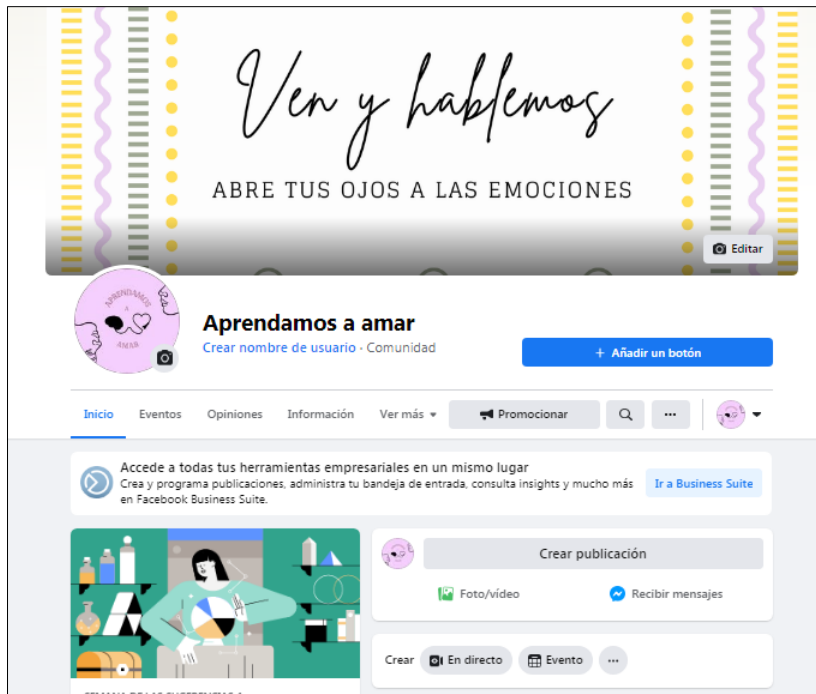 Ven y hablemos
ABRE TUS OJOS A LAS EMOCIONES
Editar
APRENDAMOS
A
AMAR
Aprendamos a amar
Crear nombre de usuario · Comunidad
+ Añadir un botón
Inicio Eventos Opiniones Información Ver más Promocionar ...
Accede a todas tus herramientas empresariales en un mismo lugar
Crea y programa publicaciones, administra tu bandeja de entrada, consulta insights y mucho más
en Facebook Business Suite.
Ir a Business Suite
Crear publicación
Foto/vídeo Recibir mensajes
Crear En directo Evento ...